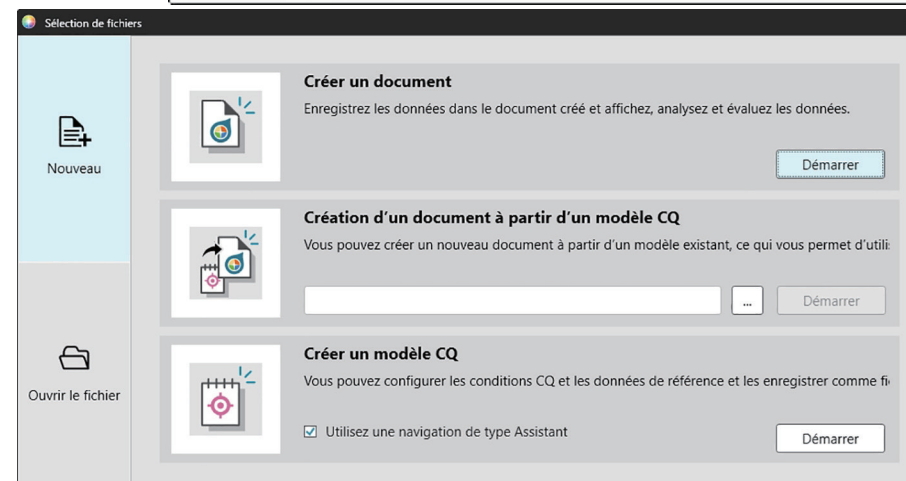 Sélection de fichiers
Nouveau
Ouvrir le fichier
Créer un document
Enregistrez les données dans le document créé et affichez, analysez et évaluez les données.
Démarrer
Création d'un document à partir d'un modèle CQ
Vous pouvez créer un nouveau document à partir d'un modèle existant, ce qui vous permet d'utili
...
Démarrer
Créer un modèle CQ
Vous pouvez configurer les conditions CQ et les données de référence et les enregistrer comme fi
Utilisez une navigation de type Assistant
Démarrer